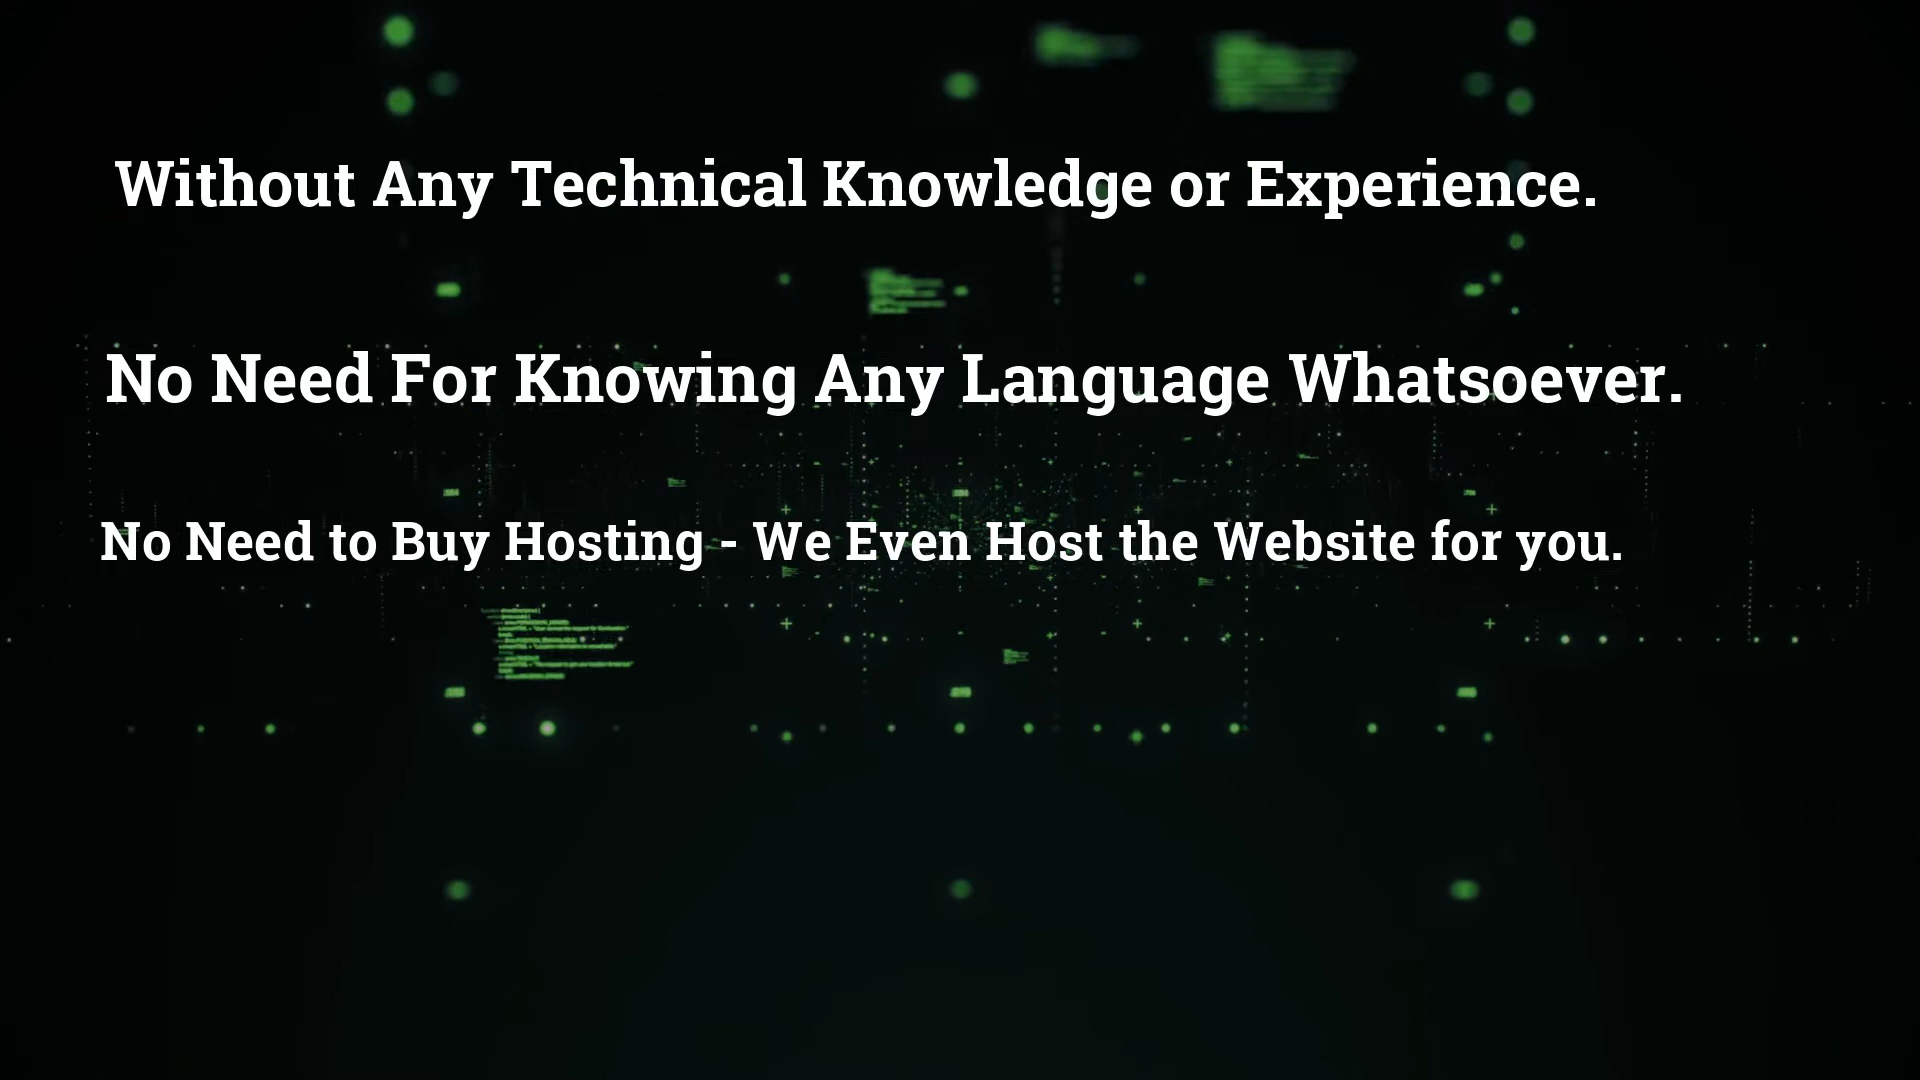 Without Any Technical Knowledge or Experience.
No Need For Knowing Any Language Whatsoever.
No Need to Buy Hosting - We Even Host the Website for you.